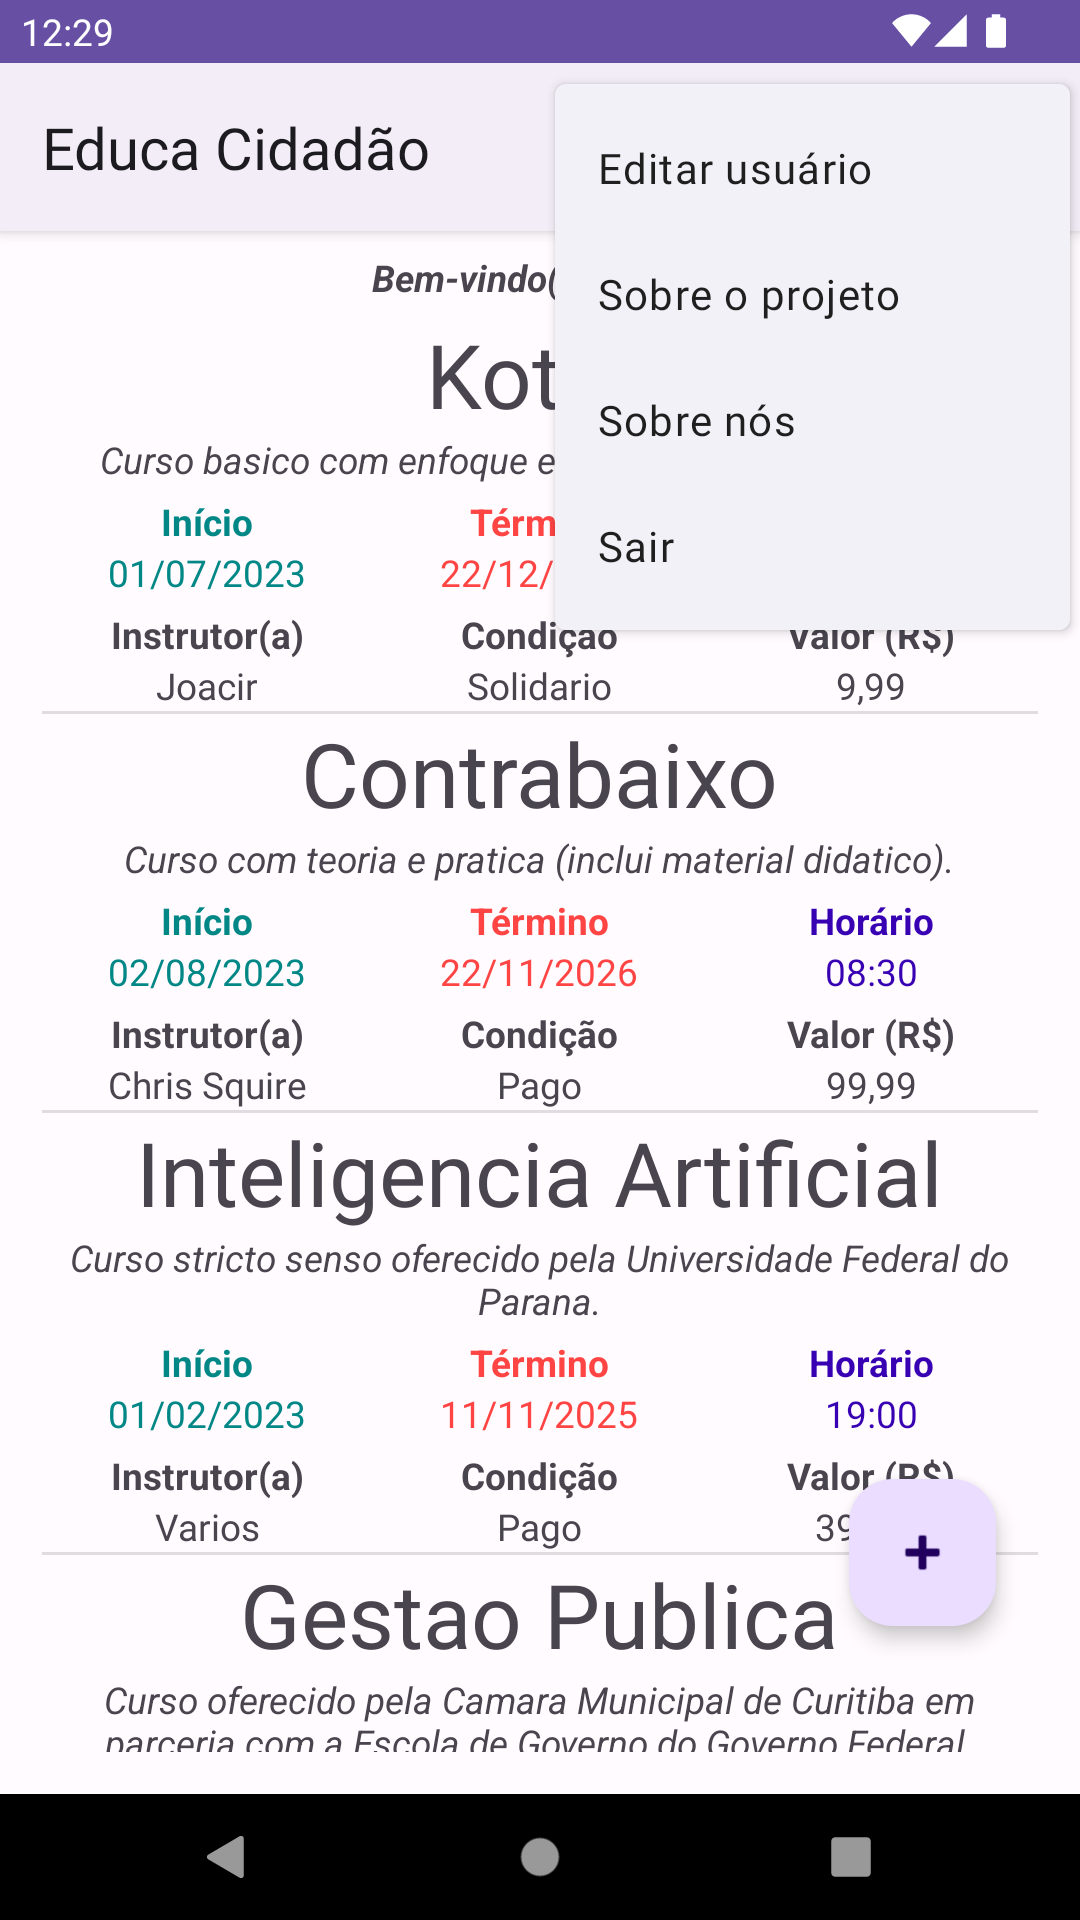 12:29
Educa Cidadão
Editar usuário
Sobre o projeto
Sobre nós
Sair
Bem-vindo(
Kot
Curso basico com enfoque e
Início Térm
01/07/2023 22/12/
Instrutor(a) Condição Valor (R$)
Joacir Solidario 9,99
Contrabaixo
Curso com teoria e pratica (inclui material didatico).
Início Término Horário
02/08/2023 22/11/2026 08:30
Instrutor(a) Condição Valor (R$)
Chris Squire Pago 99,99
Inteligencia Artificial
Curso stricto senso oferecido pela Universidade Federal do
Parana.
Início Término Horário
01/02/2023 11/11/2025 19:00
Instrutor(a) Condição Valor (R$)
Varios Pago 39
Gestao Publica
Curso oferecido pela Camara Municipal de Curitiba em
parceria com a Escola de Governo do Governo Federal